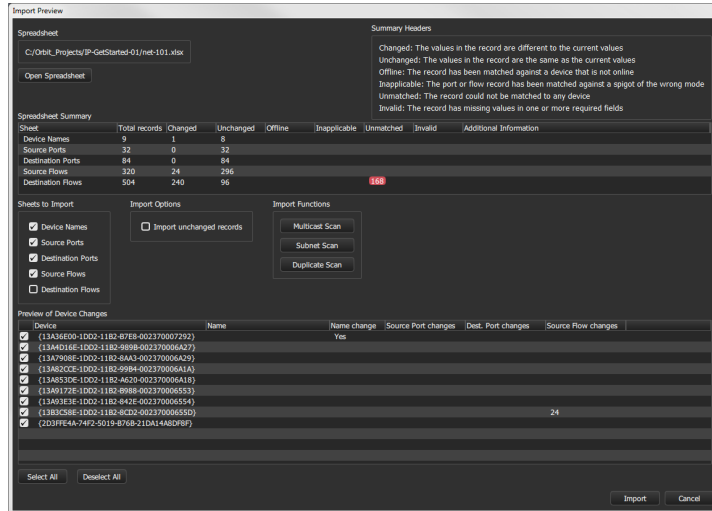 Import Preview
Spreadsheet
C:/Orbit_Projects/IP-GetStarted-01/net-101.xlsx
Open Spreadsheet
Summary Headers
Changed: The values in the record are different to the current values
Unchanged: The values in the record are the same as the current values
Offline: The record has been matched against a device that is not online
Inapplicable: The port or flow record has been matched against a spigot of the wrong mode
Unmatched: The record could not be matched to any device
Invalid: The record has missing values in one or more required fields
Spreadsheet Summary
Sheet Total records Changed Unchanged Offline Inapplicable Unmatched Invalid Additional Information
Device Names 9 1 8
Source Ports 32 0 32
Destination Ports 84 0 84
Source Flows 320 24 296
Destination Flows 504 240 96 168
Sheets to Import
Device Names
Source Ports
Destination Ports
Source Flows
Destination Flows
Import Options
Import unchanged records
Import Functions
Multicast Scan
Subnet Scan
Duplicate Scan
Preview of Device Changes
Device Name Name change Source Port changes Dest. Port changes Source Flow changes
{13A36E00-1DD2-11B2-B7E8-002370007292} Yes
{13A4D16E-1DD2-11B2-989B-002370006A27}
{13A7908E-1DD2-11B2-8AA3-002370006A29}
{13A82CCE-1DD2-11B2-99B4-002370006A1A}
{13A853DE-1DD2-11B2-A620-002370006A18}
{13A9172E-1DD2-11B2-B988-002370006553}
{13A93E3E-1DD2-11B2-842E-002370006554}
{13B3C58E-1DD2-11B2-8CD2-00237000655D} 24
{2D3FFE4A-74F2-5019-B76B-21DA14A8DF8F}
Select All
Deselect All
Import
Cancel